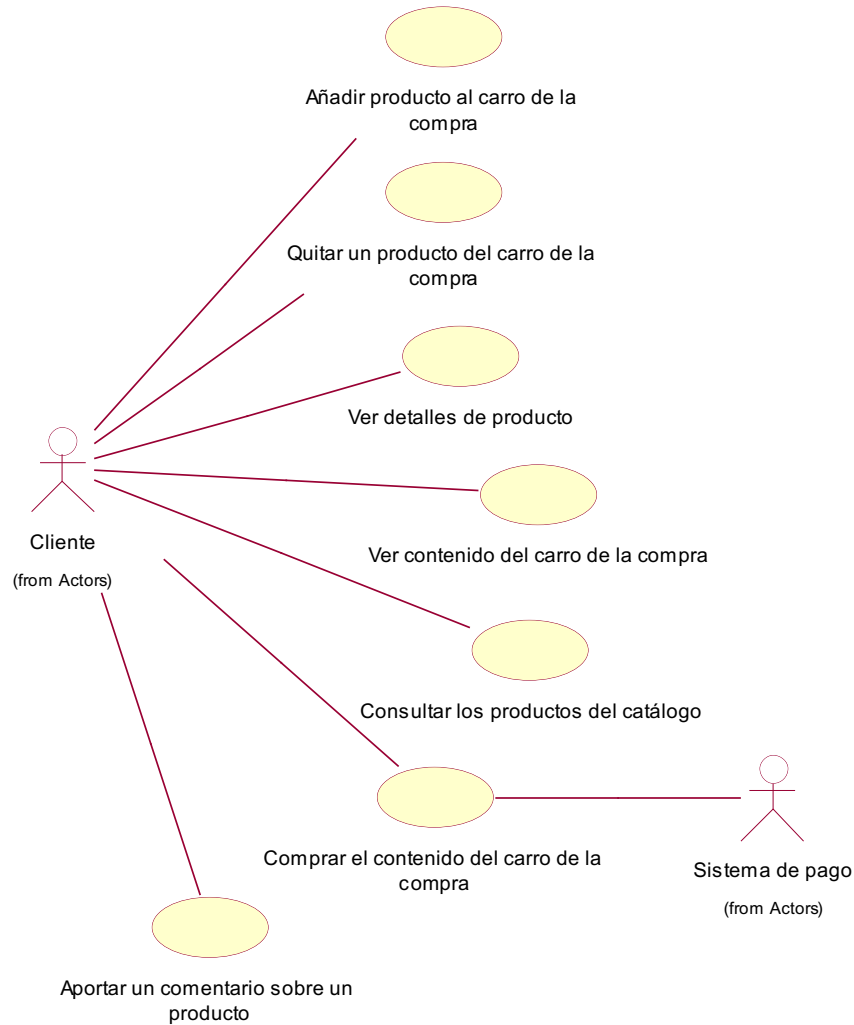 Añadir producto al carro de la
compra
Quitar un producto del carro de la
compra
Ver detalles de producto
Cliente
(from Actors)
Ver contenido del carro de la compra
Consultar los productos del catálogo
Comprar el contenido del carro de la
compra
Sistema de pago
(from Actors)
Aportar un comentario sobre un
producto